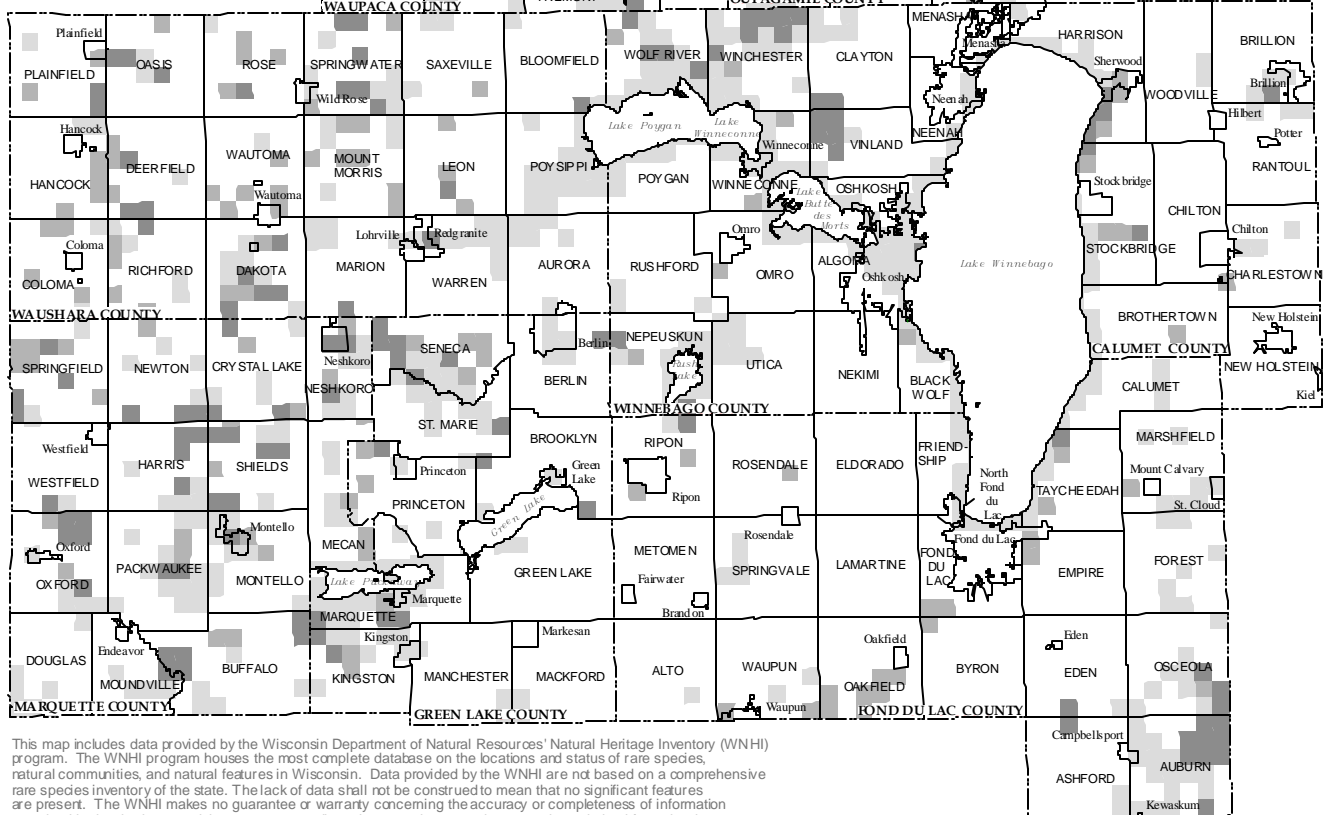 WAUPACA COUNTY
OUTAGAMIE COUNTY
MENASHA
Menasha
HARRISON
Plainfield
PLAINFIELD
OASIS
ROSE
SPRINGWATER
SAXEVILLE
BLOOMFIELD
WOLF RIVER
WINCHESTER
CLAYTON
Sherwood
BRILLION
Brillion
Wild Rose
Neenah
NEENAH
WOODVILLE
Hilbert
Potter
RANTOUL
Hancock
HANCOCK
DEERFIELD
WAUTOMA
Wautoma
MOUNT
MORRIS
LEON
POYSIPPI
Lake Poygan
Lake
Winneconne
POYGAN
Winneconne
WINNECONNE
VINLAND
OSHKOSH
Lake
Butte
des
Morts
Stockbridge
STOCKBRIDGE
CHILTON
Chilton
CHARLESTOWN
Coloma
COLOMA
RICHFORD
DAKOTA
Lohrville
Redgranite
MARION
WARREN
AURORA
RUSHFORD
Omro
OMRO
ALGOMA
Oshkosh
Lake Winnebago
WAUSHARA COUNTY
BROTHERTOWN
New Holstein
CALUMET COUNTY
NEW HOLSTEIN
Kiel
SPRINGFIELD
NEWTON
CRYSTAL LAKE
Neshkoro
NESHKORO
SENECA
Berlin
BERLIN
NEPEUSKUN
Rush
Lake
UTICA
NEKIMI
BLACK
WOLF
CALUMET
WINNEBAGO COUNTY
ST. MARIE
Westfield
WESTFIELD
HARRIS
SHIELDS
Princeton
PRINCETON
BROOKLYN
Green
Lake
Green Lake
RIPON
Ripon
ROSENDALE
ELDORADO
FRIEND-
SHIP
North
Fond
du
Lac
TAYCHEEDAH
MARSHFIELD
Mount Calvary
St. Cloud
Oxford
OXFORD
PACKWAUKEE
Montello
MONTELLO
MECAN
Marquette
MARQUETTE
GREEN LAKE
METOMEN
Fairwater
Brandon
Rosendale
SPRINGVALE
LAMARTINE
FOND
DU
LAC
Fond du Lac
EMPIRE
FOREST
DOUGLAS
Endeavor
MOUNDVILLE
BUFFALO
Kingston
KINGSTON
MANCHESTER
Markesan
MACKFORD
ALTO
WAUPUN
Waupun
Oakfield
OAKFIELD
BYRON
Eden
EDEN
OSCEOLA
MARQUETTE COUNTY
GREEN LAKE COUNTY
FOND DU LAC COUNTY
Campbellsport
ASHFORD
AUBURN
Kewaskum
This map includes data provided by the Wisconsin Department of Natural Resources' Natural Heritage Inventory (WNHI)
program. The WNHI program houses the most complete database on the locations and status of rare species,
natural communities, and natural features in Wisconsin. Data provided by the WNHI are not based on a comprehensive
rare species inventory of the state. The lack of data shall not be construed to mean that no significant features
are present. The WNHI makes no guarantee or warranty concerning the accuracy or completeness of information